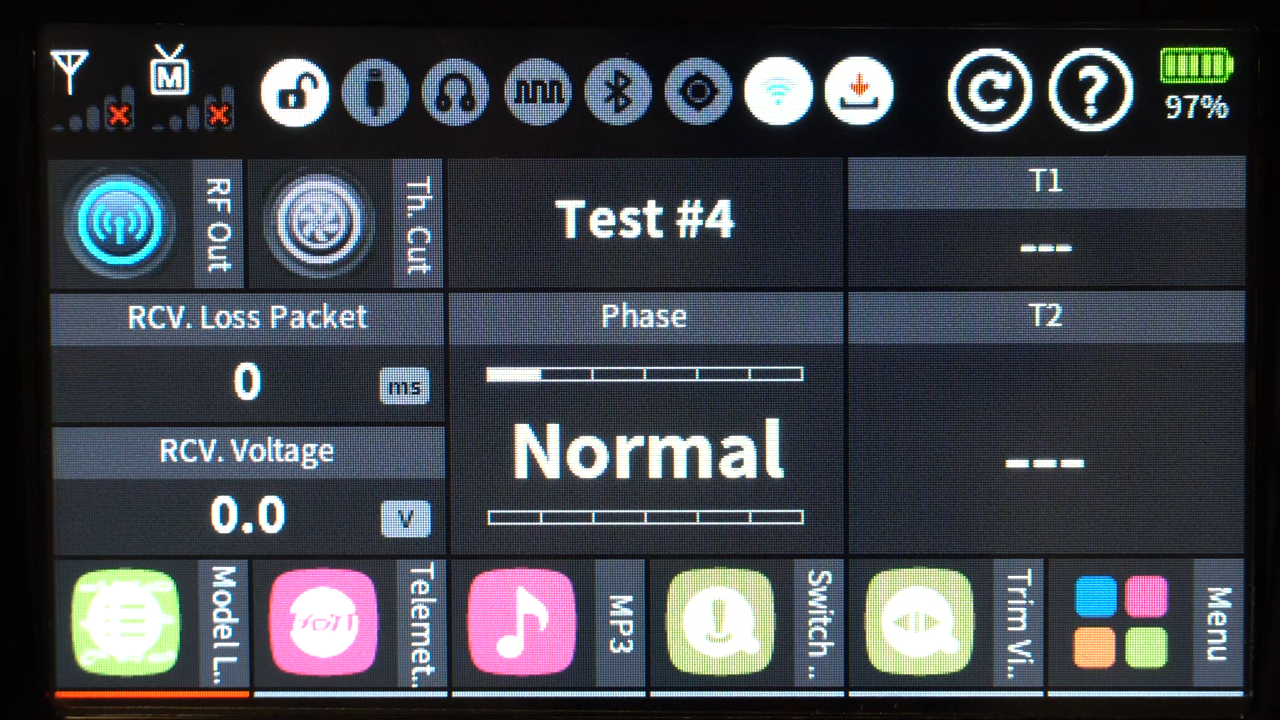 M
C
?
97%
RF Out
Th. Cut
Test #4
T1
---
RCV. Loss Packet
0
ms
Phase
T2
Normal
---
RCV. Voltage
0.0
V
Model L..
Telemet..
MP3
Switch ..
Trim Vi..
Menu